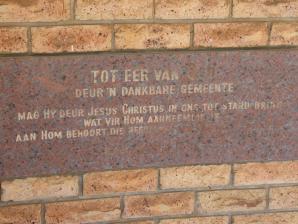 TOT EER VAN
DEUR 'N DANKBARE GEMEENTE
MAG HY DEUR JESUS CHRISTUS IN ONS TOT STAND BRING
WAT VIR HOM AANNEEMLIK IS
AAN HOM BEHOORT DIE